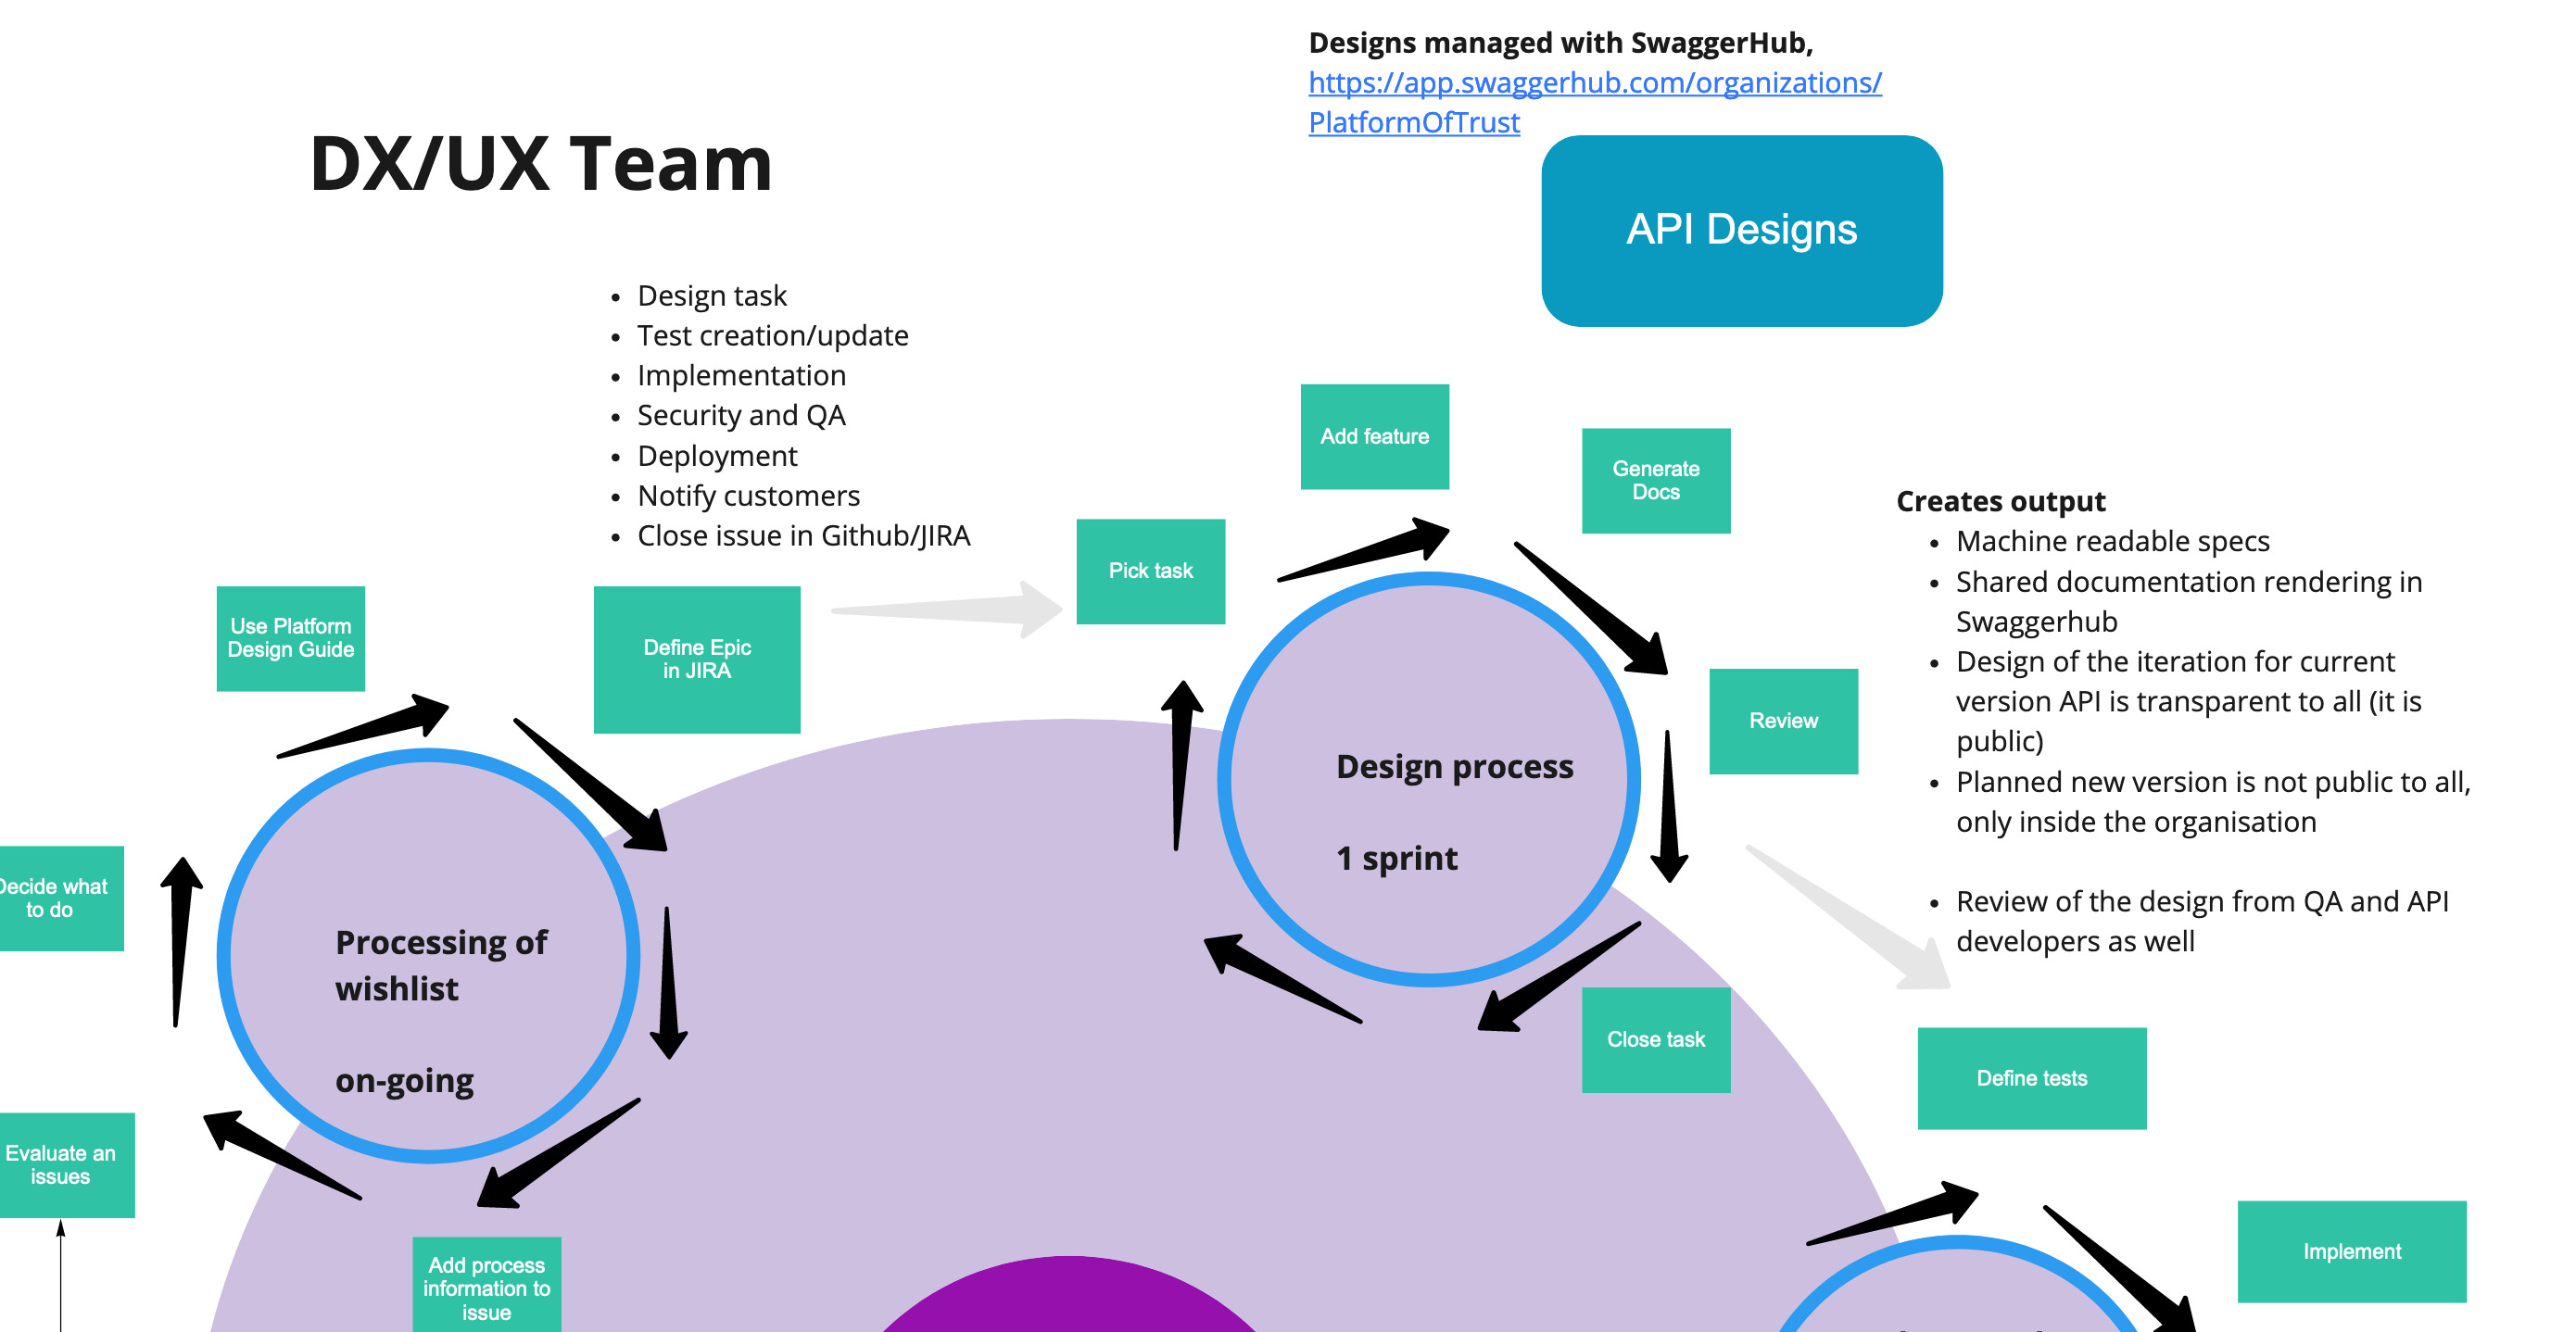 Designs managed with SwaggerHub,
https://app.swaggerhub.com/organizations/
PlatformOfTrust
DX/UX Team
API Designs
• Design task
• Test creation/update
• Implementation
• Security and QA
• Deployment
• Notify customers
• Close issue in Github/JIRA
Add feature
Generate
Docs
Pick task
Creates output
• Machine readable specs
• Shared documentation rendering in
Swaggerhub
• Design of the iteration for current
version API is transparent to all (it is
public)
• Planned new version is not public to all,
only inside the organisation
• Review of the design from QA and API
developers as well
Use Platform
Design Guide
Define Epic
in JIRA
Review
Design process
1 sprint
Decide what
to do
Processing of
wishlist
on-going
Close task
Define tests
Evaluate an
issues
Add process
information to
issue
Implement